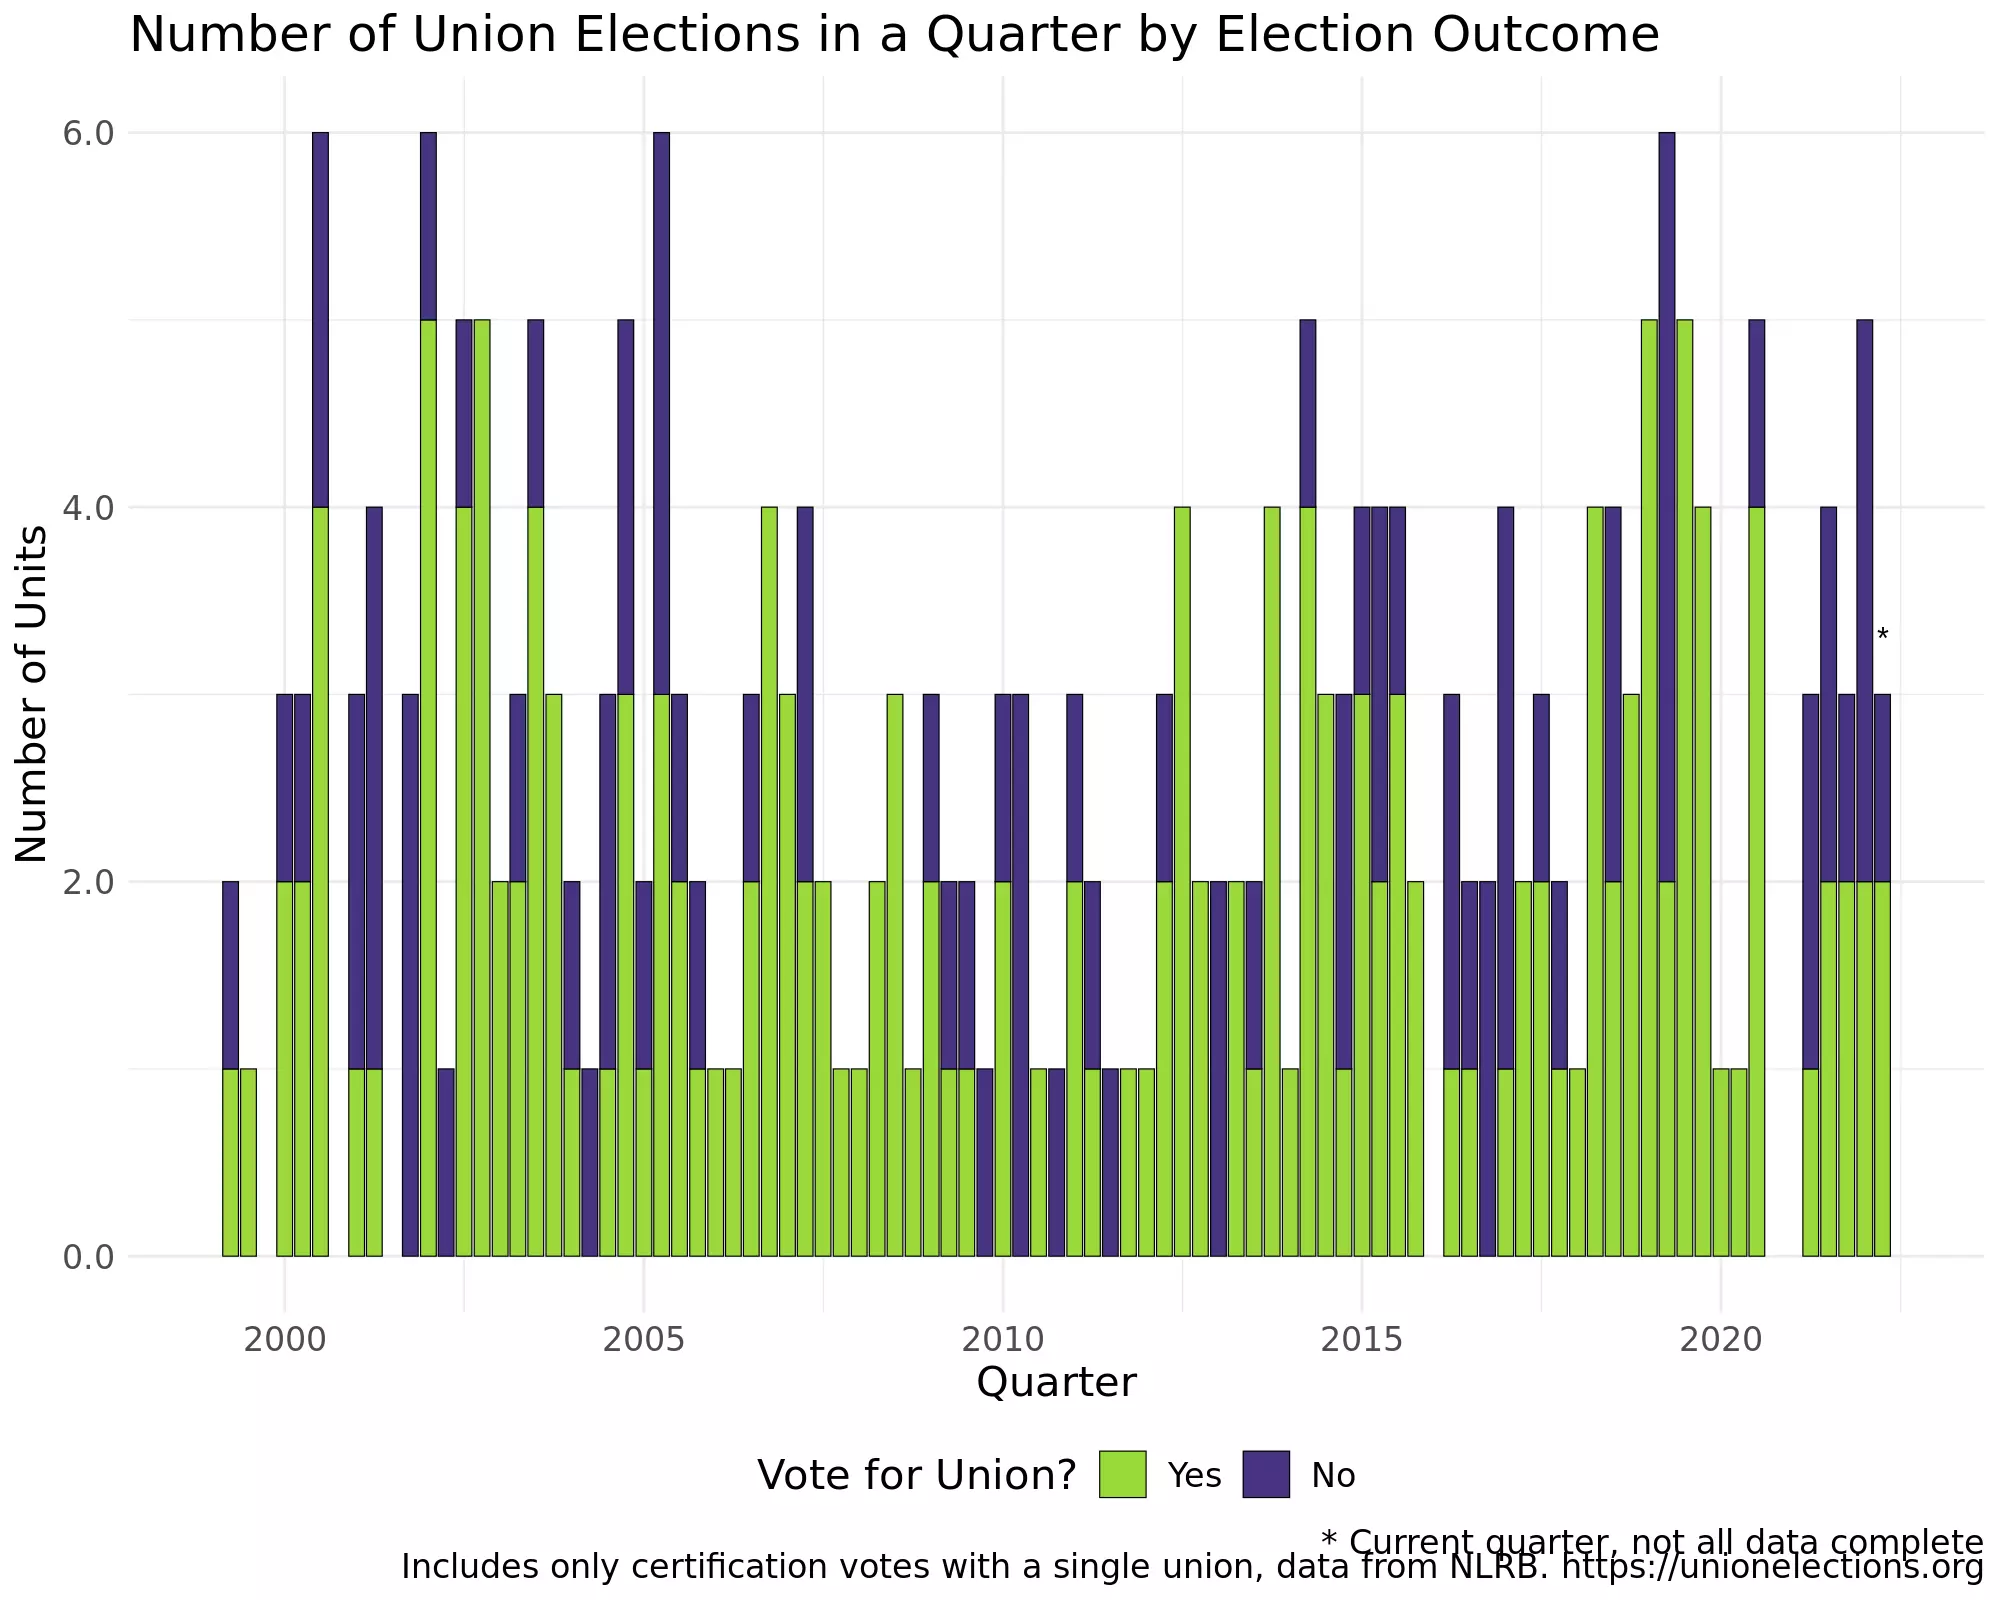 Number of Union Elections in a Quarter by Election Outcome
6.0
4.0
2.0
0.0
Number of Units
*
2000 2005 2010 2015 2020
Quarter
Vote for Union? Yes No
* Current quarter, not all data complete
Includes only certification votes with a single union, data from NLRB. https://unionelections.org